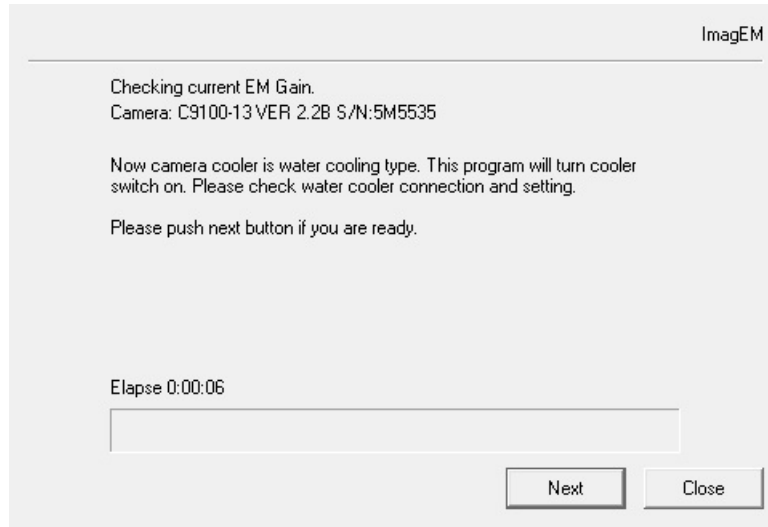 ImagEM
Checking current EM Gain.
Camera: C9100-13 VER 2.2B S/N:5M5535
Now camera cooler is water cooling type. This program will turn cooler
switch on. Please check water cooler connection and setting.
Please push next button if you are ready.
Elapse 0:00:06
Next
Close